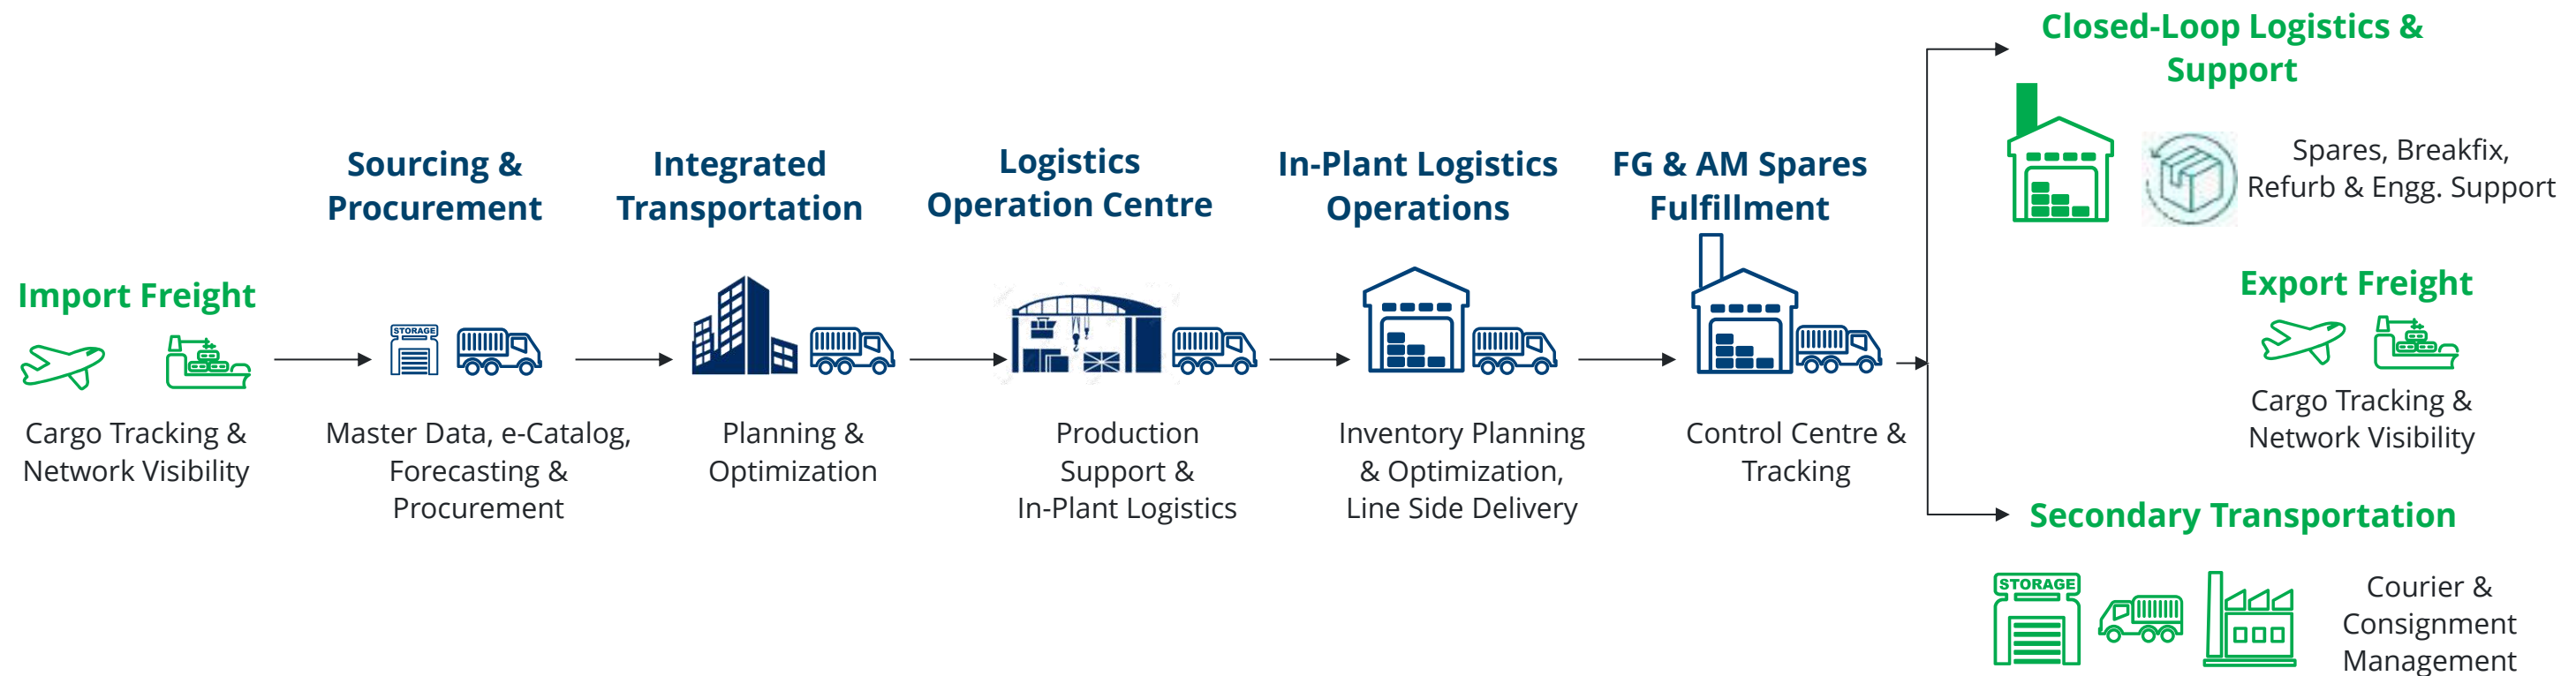 Import Freight
Cargo Tracking &
Network Visibility
Sourcing &
Procurement
STORAGE
Master Data, e-Catalog,
Forecasting &
Procurement
Integrated
Transportation
Planning &
Optimization
Logistics
Operation Centre
Production
Support &
In-Plant Logistics
In-Plant Logistics
Operations
Inventory Planning
& Optimization,
Line Side Delivery
FG & AM Spares
Fulfillment
Control Centre &
Tracking
Closed-Loop Logistics &
Support
Spares, Breakfix,
Refurb & Engg. Support
Export Freight
Cargo Tracking &
Network Visibility
Secondary Transportation
STORAGE
Courier &
Consignment
Management